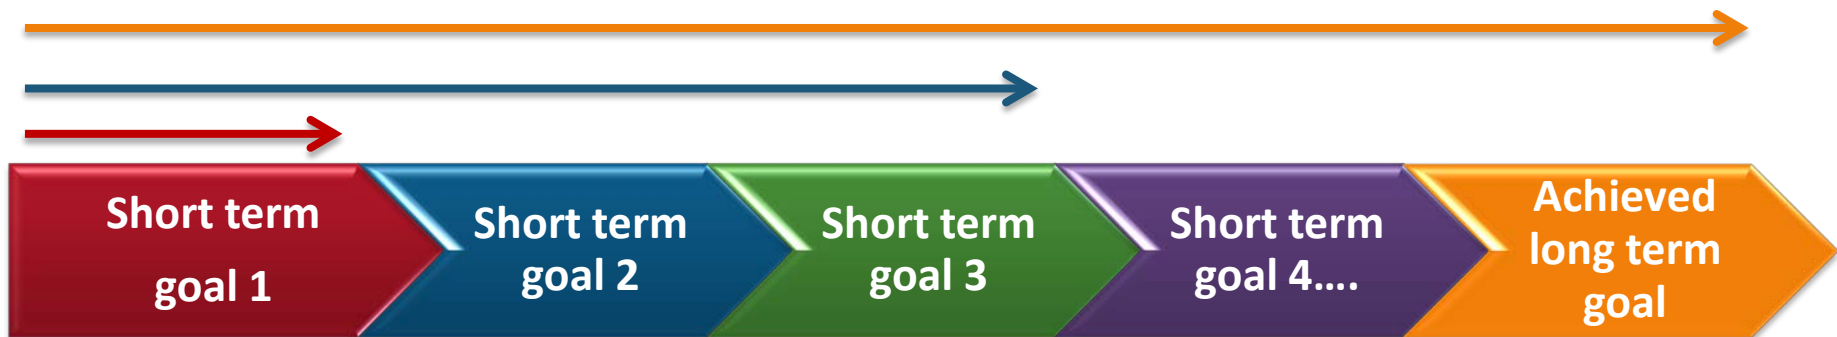 Short term
goal 1
Short term
goal 2
Short term
goal 3
Short term
goal 4....
Achieved
long term
goal